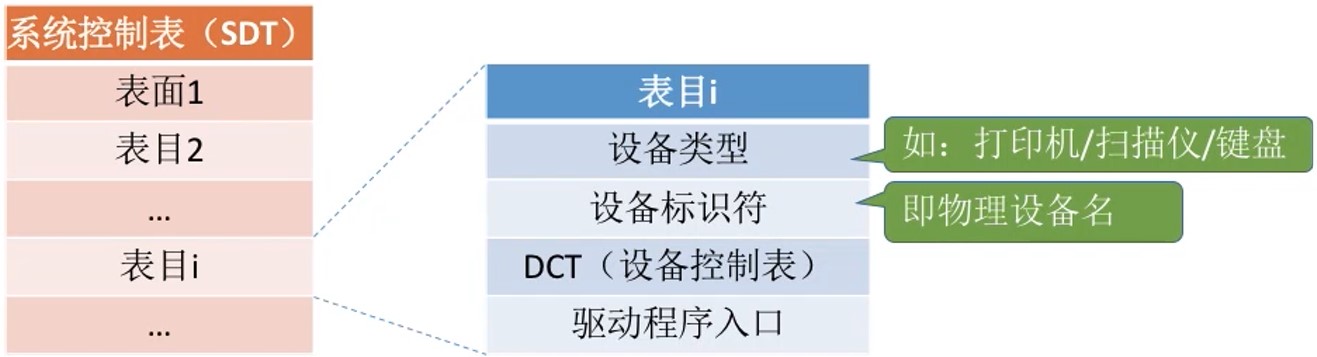 系统控制表（SDT）
表面1
表目2
...
表目i
...
表目i
设备类型
设备标识符
DCT（设备控制表）
驱动程序入口
如：打印机/扫描仪/键盘
即物理设备名